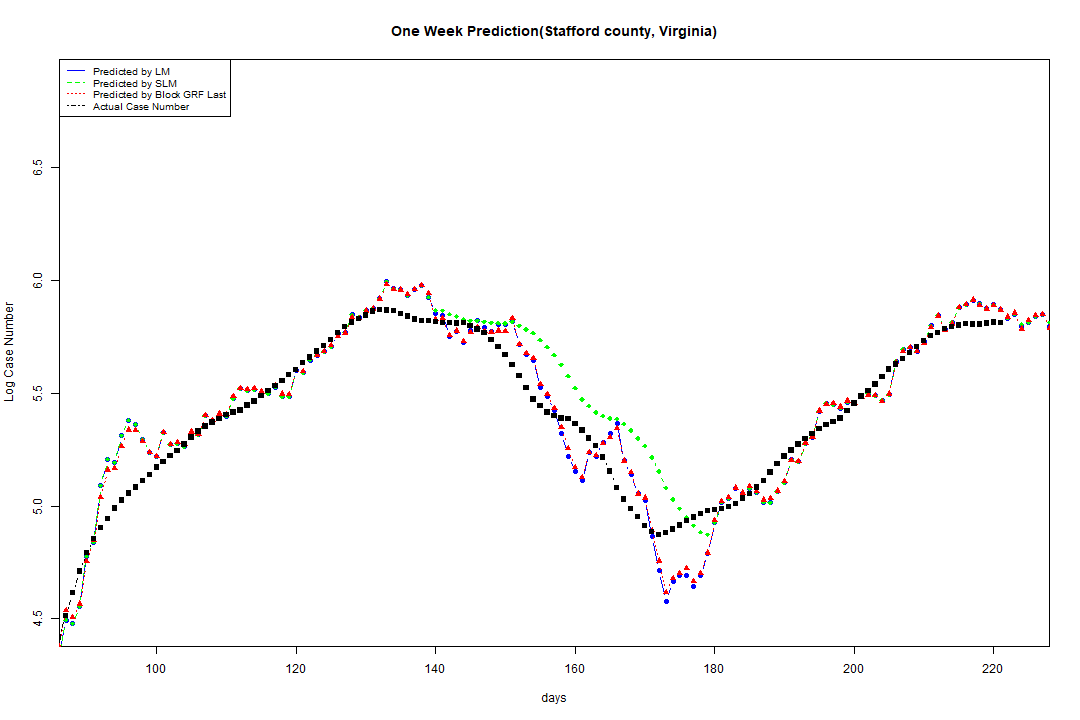 One Week Prediction(Stafford county, Virginia)
Predicted by LM
Predicted by SLM
Predicted by Block GRF Last
Actual Case Number
Log Case Number
6.5
6.0
5.5
5.0
4.5
100 120 140 160 180 200 220
days